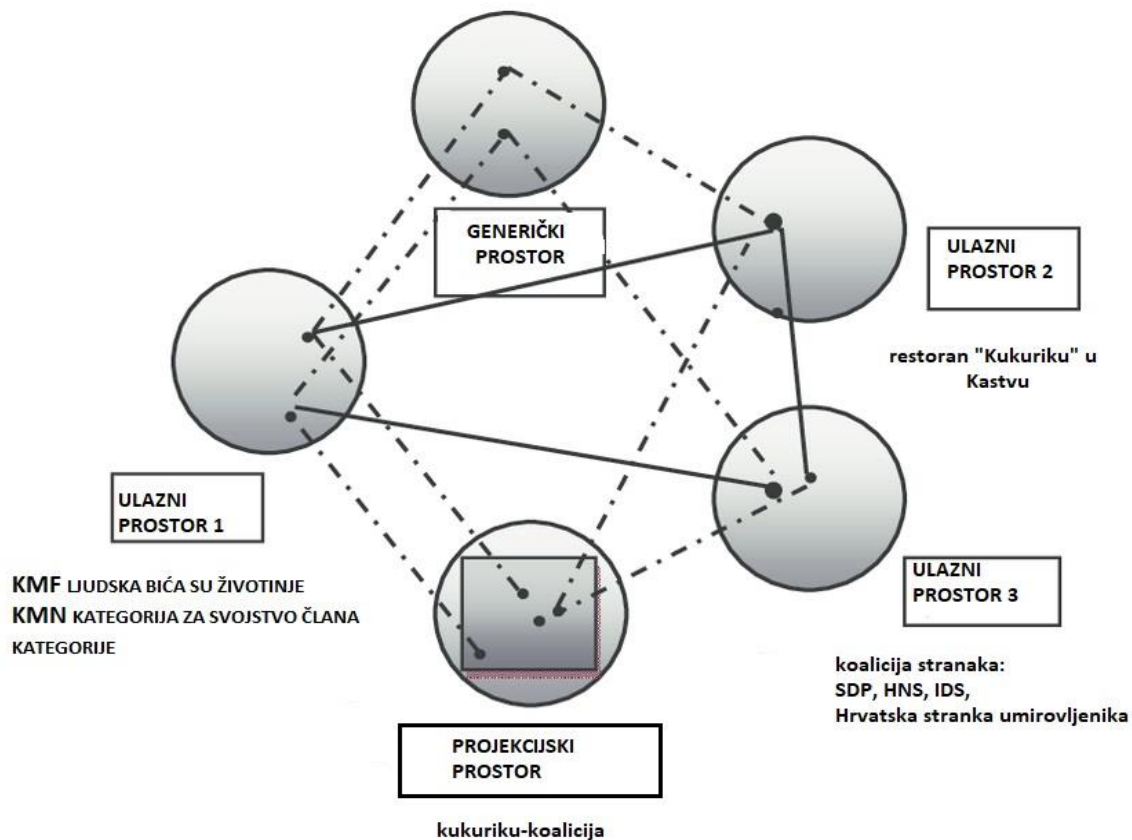 GENERIČKI
PROSTOR
ULAZNI
PROSTOR 2
restoran "Kukuriku" u
Kastvu
ULAZNI
PROSTOR 1
KMF LJUDSKA BIĆA SU ŽIVOTINJE
KMN KATEGORIJA ZA SVOJSTVO ČLANA
KATEGORIJE
ULAZNI
PROSTOR 3
koalicija stranaka:
SDP, HNS, IDS,
Hrvatska stranka umirovljenika
PROJEKCIJSKI
PROSTOR
kukuriku-koalicija